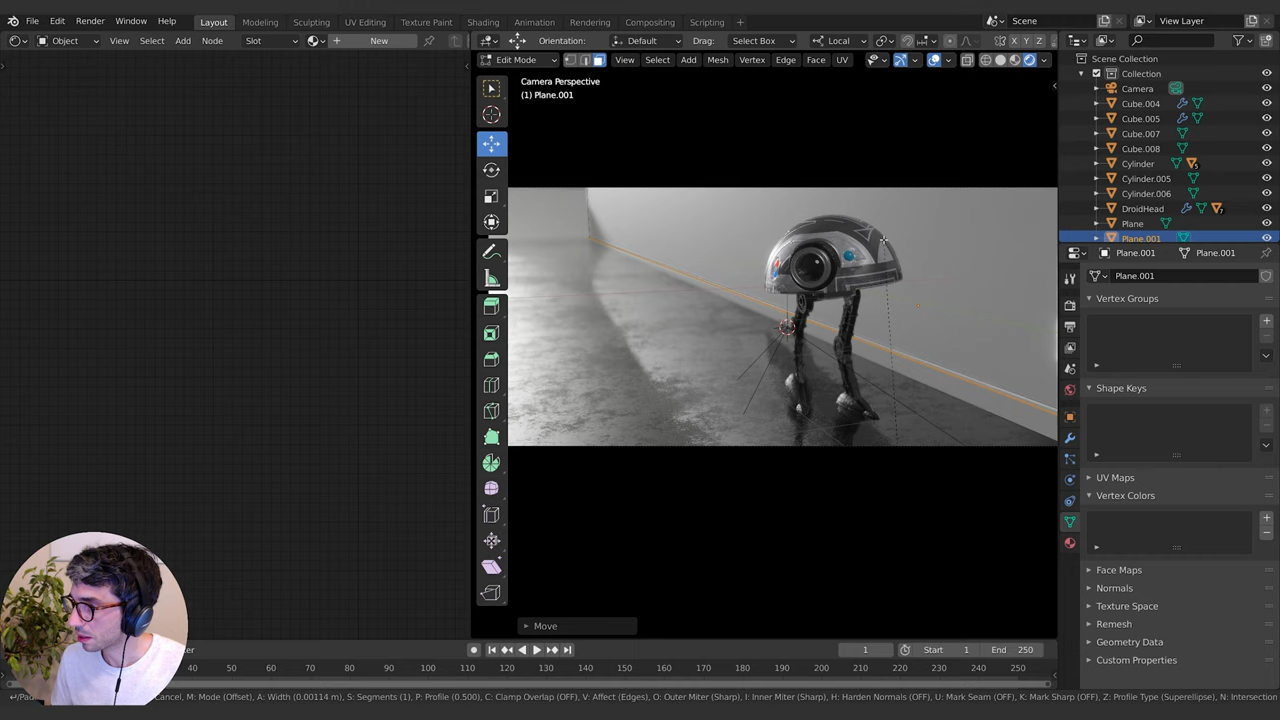 File Edit Render Window Help Layout Modeling Sculpting UV Editing Texture Paint Shading Animation Rendering Compositing Scripting + Scene View Layer
Object View Select Add Node Slot New Orientation: Default Drag: Select Box Local X Y Z
Edit Mode View Select Add Mesh Vertex Edge Face UV
Scene Collection
Collection
Camera
Cube.004
Cube.005
Cube.007
Cube.008
Cylinder
5
Cylinder.005
Cylinder.006
DroidHead
7
Plane
Plane.001
Camera Perspective
(1) Plane.001
Plane.001 Plane.001
Plane.001
Vertex Groups
Shape Keys
UV Maps
Vertex Colors
Face Maps
Normals
Texture Space
Remesh
Geometry Data
Custom Properties
Move
1 Start 1 End 250
40 50 60 70 80 90 100 110 120 130 140 150 160 170 180 190 200 210 220 230 240 250
Cancel, M: Mode (Offset), A: Width (0.00114 m), S: Segments (1), P: Profile (0.500), C: Clamp Overlap (OFF), V: Affect (Edges), O: Outer Miter (Sharp), I: Inner Miter (Sharp), H: Harden Normals (OFF), U: Mark Seam (OFF), K: Mark Sharp (OFF), Z: Profile Type (Superellipse), N: Intersection